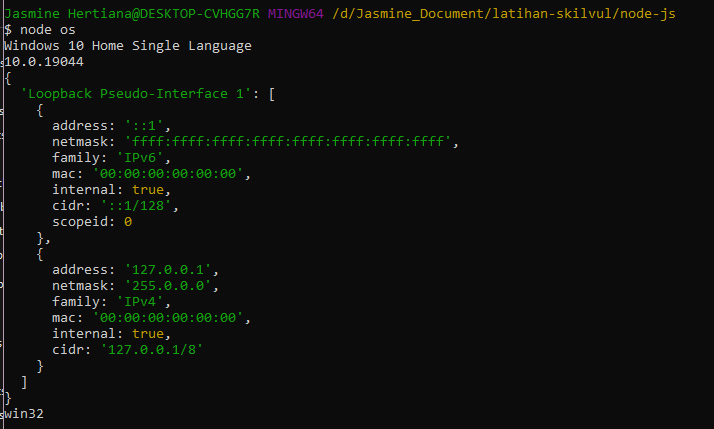 Jasmine Hertiana@DESKTOP-CVHGG7R MINGW64 /d/Jasmine_Document/latihan-skilvul/node-js
$ node os
Windows 10 Home Single Language
10.0.19044
{
  'Loopback Pseudo-Interface 1': [
    {
      address: '::1',
      netmask: 'ffff:ffff:ffff:ffff:ffff:ffff:ffff:ffff',
      family: 'IPv6',
      mac: '00:00:00:00:00:00',
      internal: true,
      cidr: '::1/128',
      scopeid: 0
    },
    {
      address: '127.0.0.1',
      netmask: '255.0.0.0',
      family: 'IPv4',
      mac: '00:00:00:00:00:00',
      internal: true,
      cidr: '127.0.0.1/8'
    }
  ]
}
win32